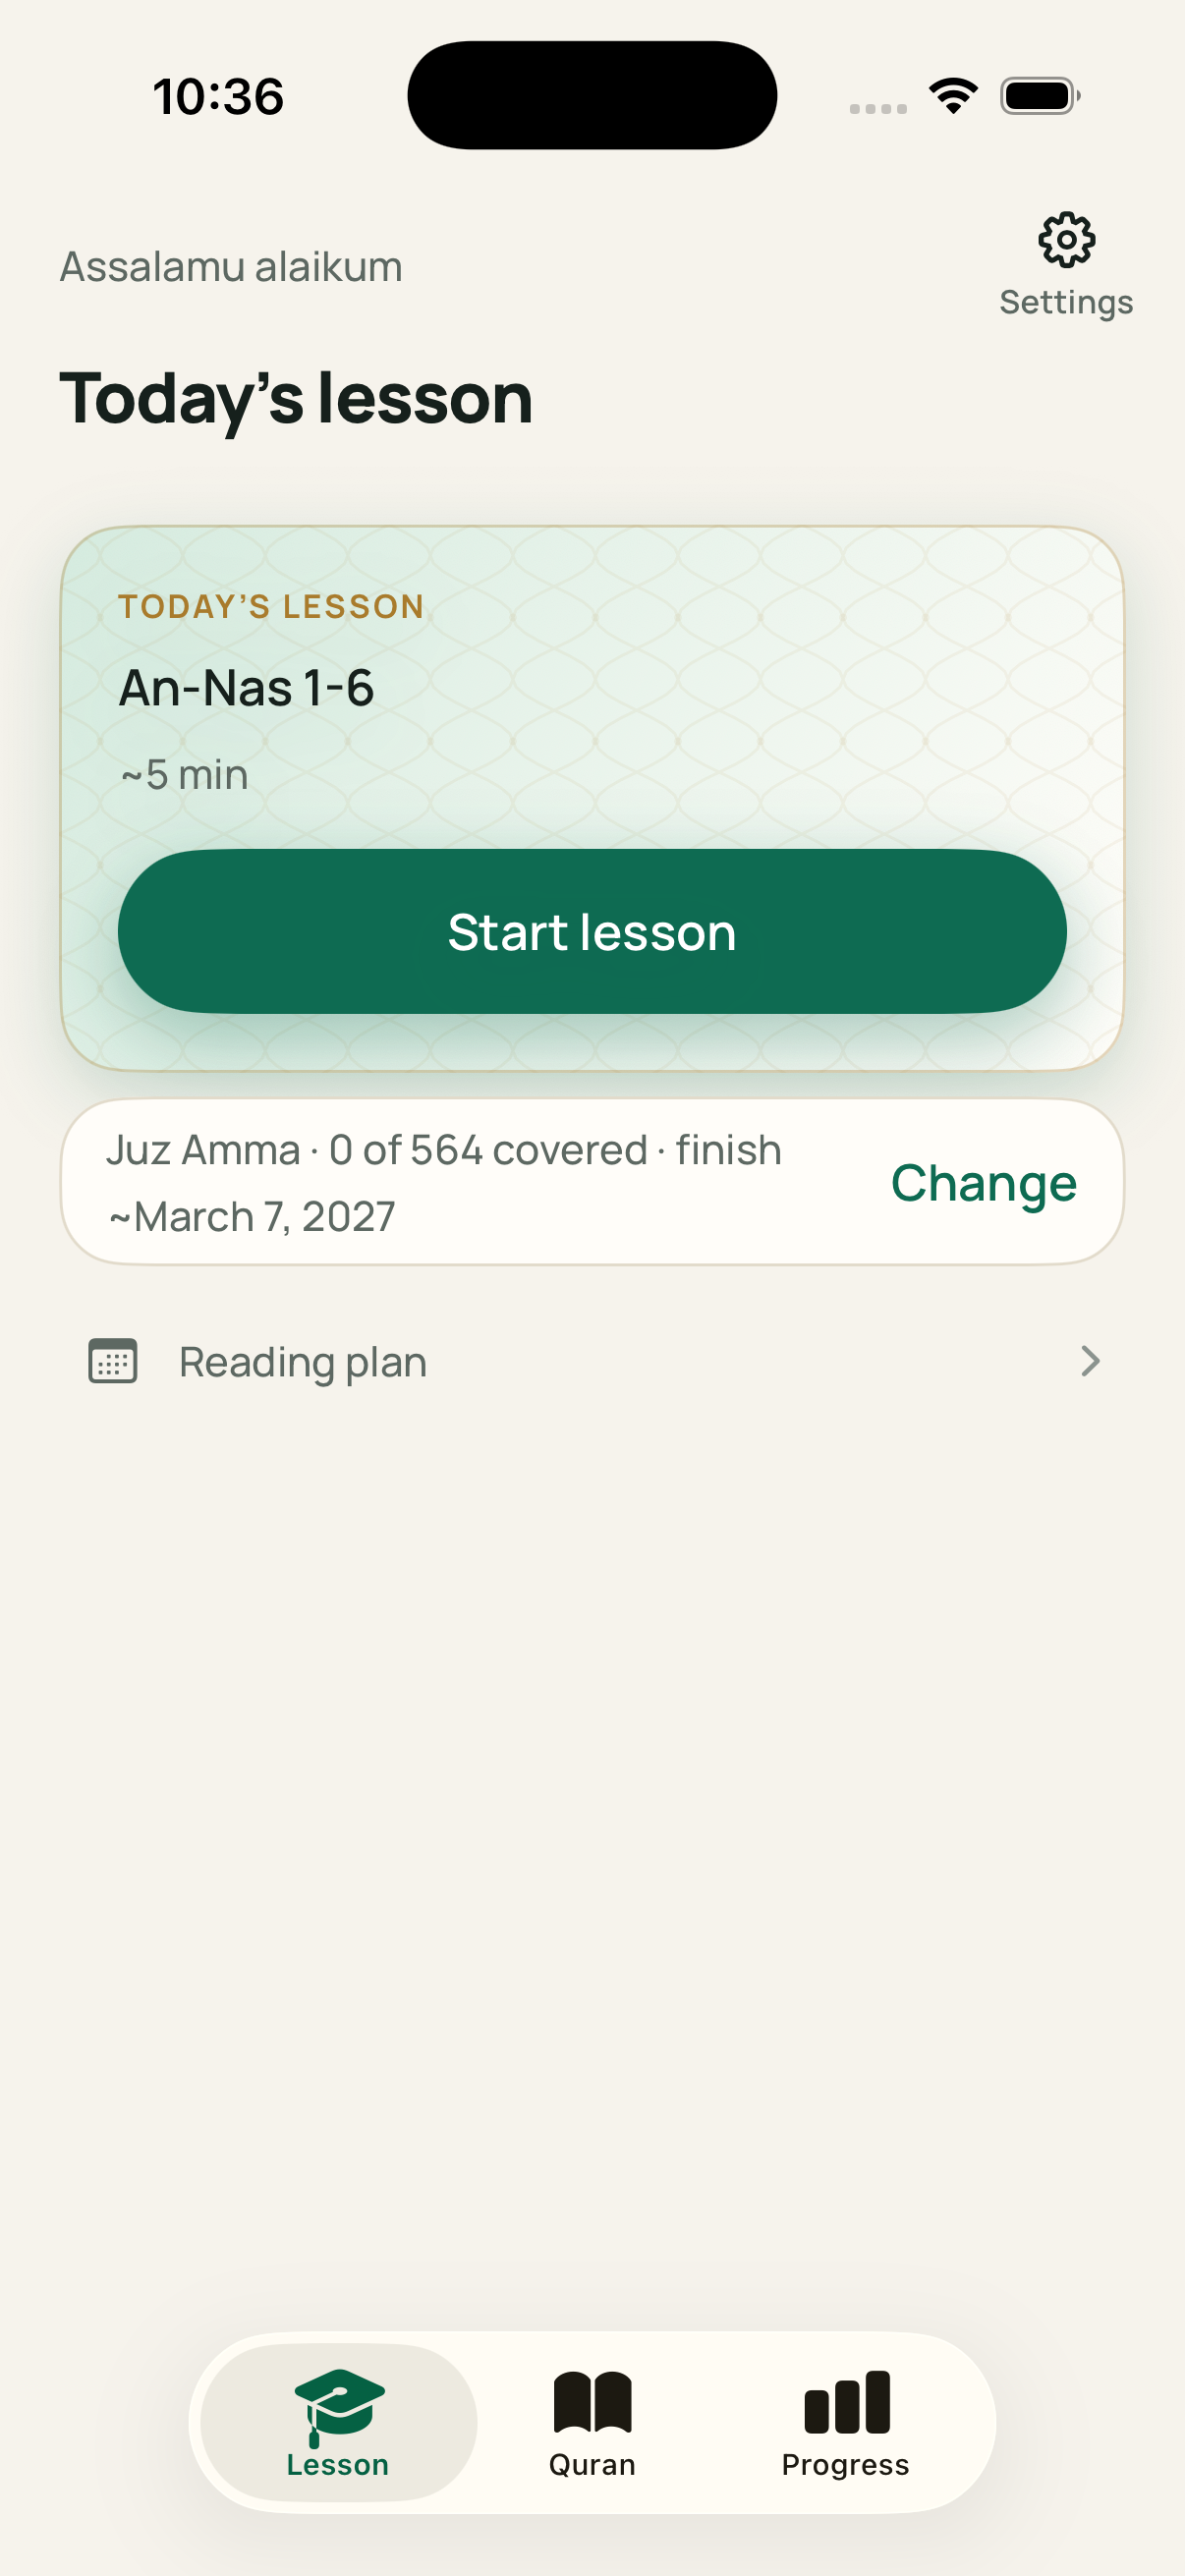 10:36
Assalamu alaikum
Settings
Today’s lesson
TODAY’S LESSON
An-Nas 1-6
~5 min
Start lesson
Juz Amma · 0 of 564 covered · finish
~March 7, 2027
Change
Reading plan
Lesson
Quran
Progress